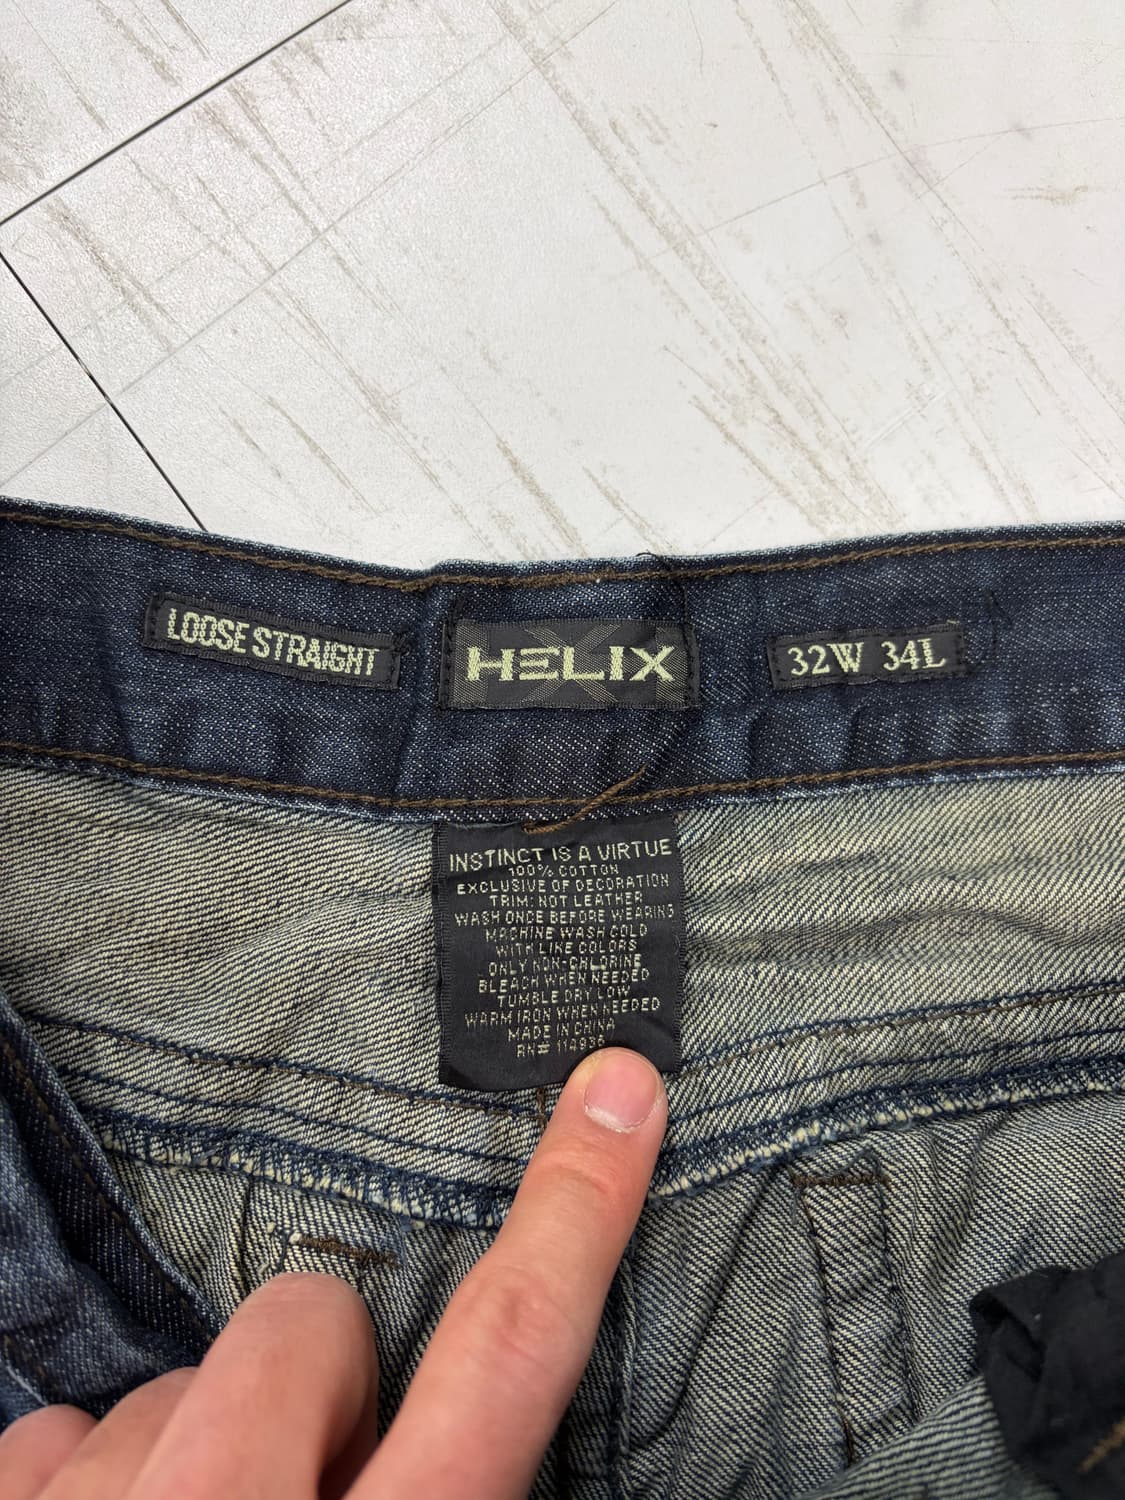 LOOSE STRAIGHT
HELIX
32W 34L
INSTINCT IS A VIRTUE
100% COTTON
EXCLUSIVE OF DECORATION
TRIM: NOT LEATHER
WASH ONCE BEFORE WEARING
MACHINE WASH COLD
WITH LIKE COLORS
ONLY NON-CHLORINE
BLEACH WHEN NEEDED
TUMBLE DRY LOW
WARM IRON WHEN NEEDED
MADE IN CHINA
RN#